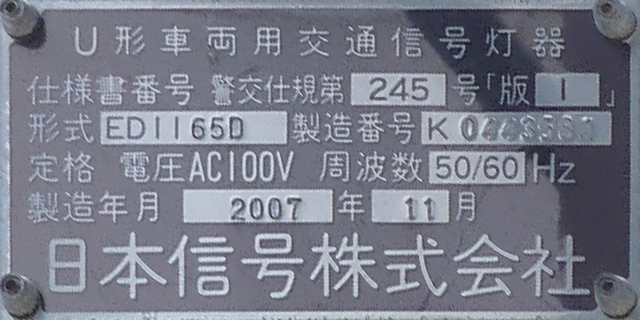 U形車両用交通信号灯器
仕様書番号 警交仕規第 245 号「版 1 」
形式 ED1165D 製造番号 K
定格 電圧AC100V 周波数 50/60 Hz
製造年月 2007 年 11 月
日本信号株式会社